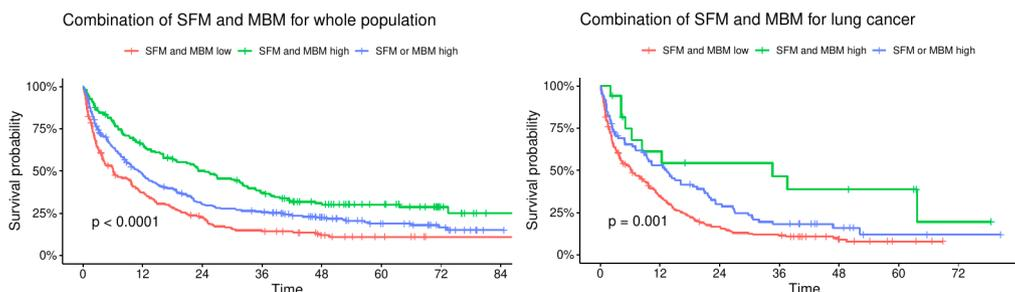 Combination of SFM and MBM for whole population
SFM and MBM low SFM and MBM high SFM or MBM high
Survival probability
100%
75%
50%
25%
0%
p < 0.0001
0 12 24 36 48 60 72 84
Time
Combination of SFM and MBM for lung cancer
SFM and MBM low SFM and MBM high SFM or MBM high
Survival probability
100%
75%
50%
25%
0%
p = 0.001
0 12 24 36 48 60 72
Time